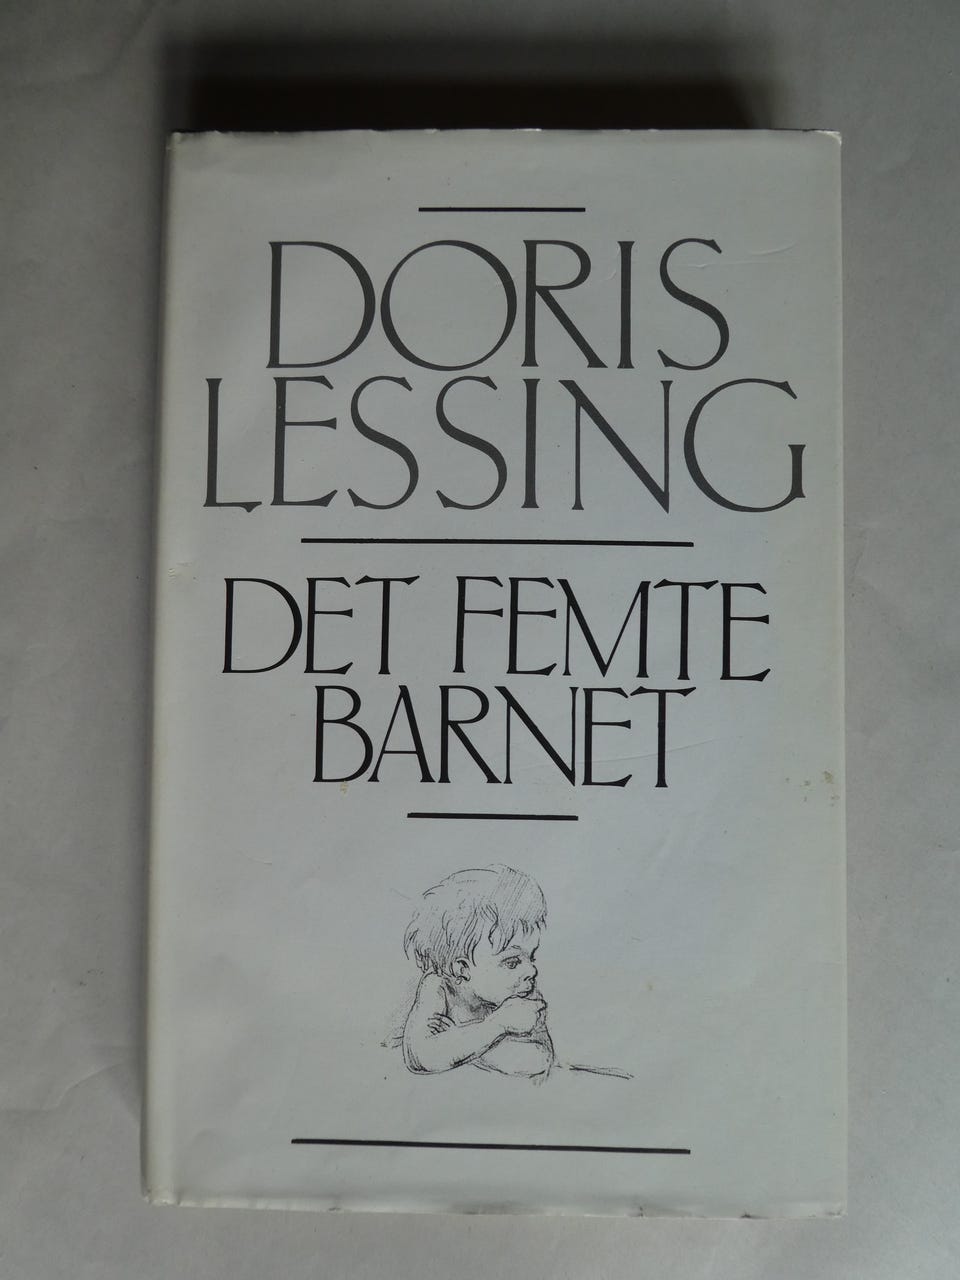 DORIS
LESSING
DET FEMTE
BARNET